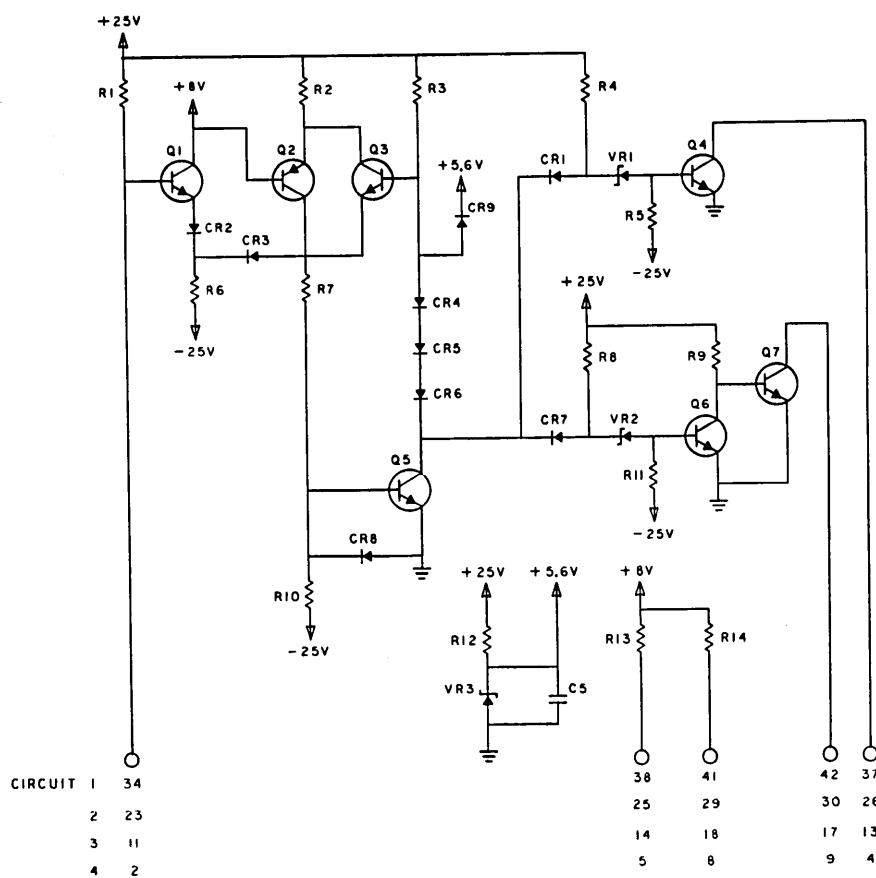 +25V
R1
+8V
R2
R3
R4
Q1
Q2
Q3
Q4
+5,6V
CR1
VR1
CR9
CR2
CR3
R5
-25V
R6
R7
+25V
CR4
-25V
CR5
R8
R9
Q7
CR6
Q6
CR7
VR2
Q5
R11
-25V
CR8
+25V
+5,6V
+8V
R10
R12
R13
R14
-25V
VR3
C5
CIRCUIT 1 34 38 41 42 37
2 23 25 29 30 26
3 11 14 18 17 13
4 2 5 8 9 4